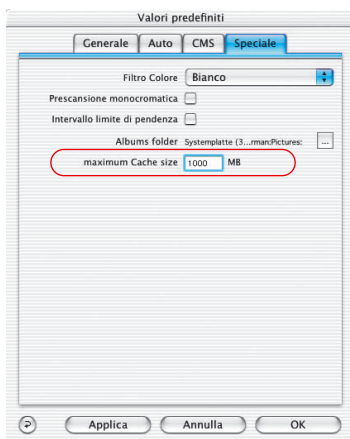 Valori predefiniti
Generale Auto CMS Speciale
Filtro Colore Bianco
Prescansione monocromatica
Intervallo limite di pendenza
Albums folder Systemplatte (3...rman:Pictures: ...
maximum Cache size 1000 MB
Applica Annulla OK